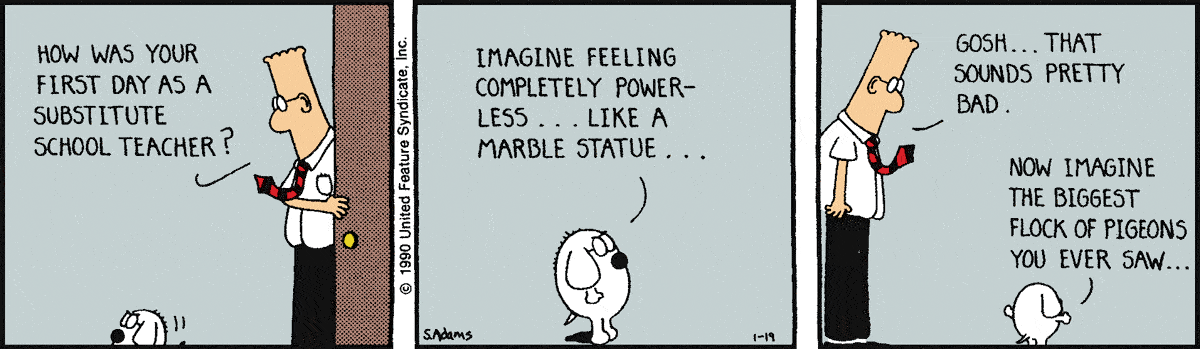 HOW WAS YOUR
FIRST DAY AS A
SUBSTITUTE
SCHOOL TEACHER?
© 1990 United Feature Syndicate, Inc.
IMAGINE FEELING
COMPLETELY POWER-
LESS... LIKE A
MARBLE STATUE...
S.Adams
1-19
GOSH... THAT
SOUNDS PRETTY
BAD.
NOW IMAGINE
THE BIGGEST
FLOCK OF PIGEONS
YOU EVER SAW...